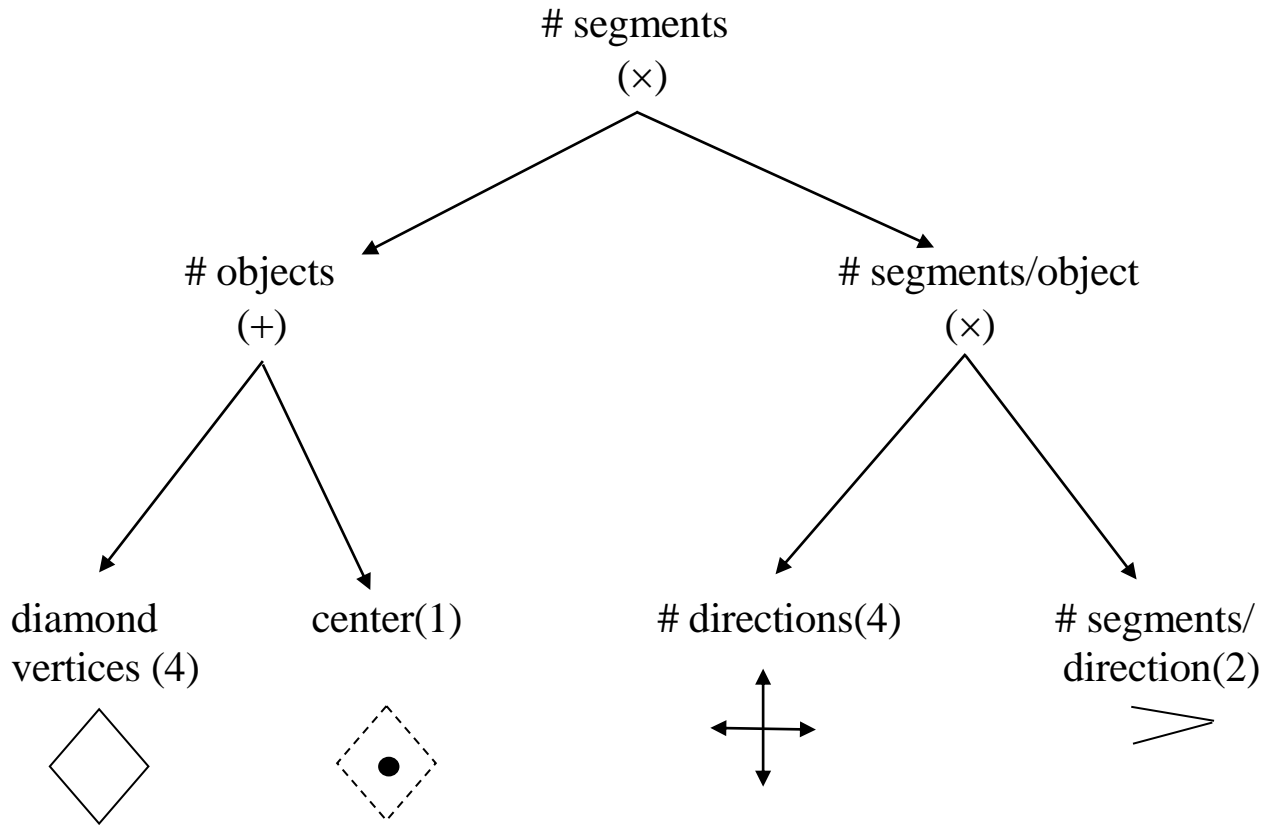 # segments
(×)
# objects
(+)
# segments/object
(×)
diamond
vertices (4)
center(1)
# directions(4)
# segments/
direction(2)